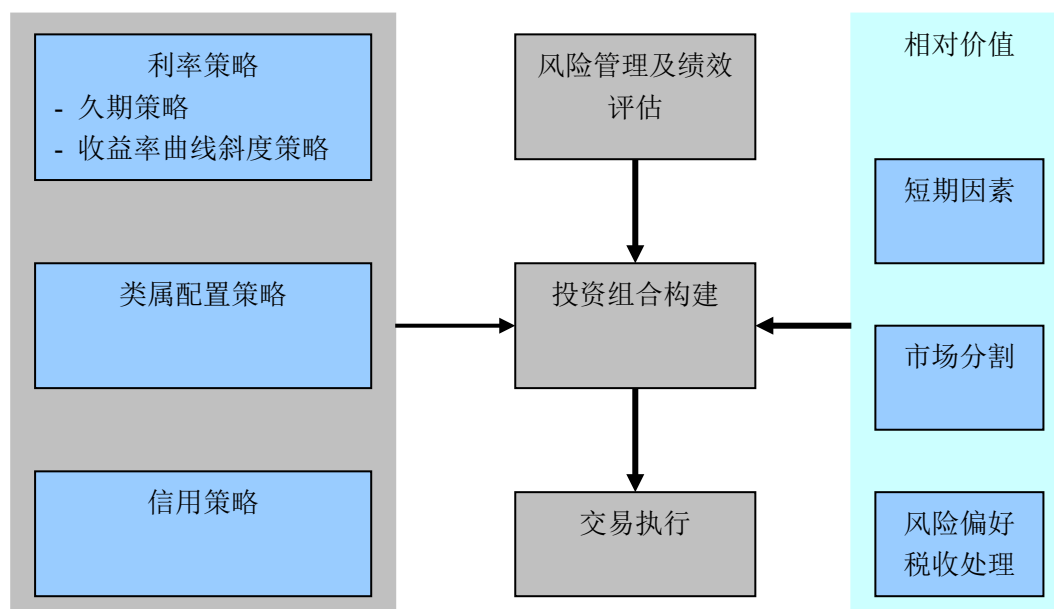 利率策略
- 久期策略
- 收益率曲线斜度策略
类属配置策略
信用策略
风险管理及绩效
评估
投资组合构建
交易执行
相对价值
短期因素
市场分割
风险偏好
税收处理